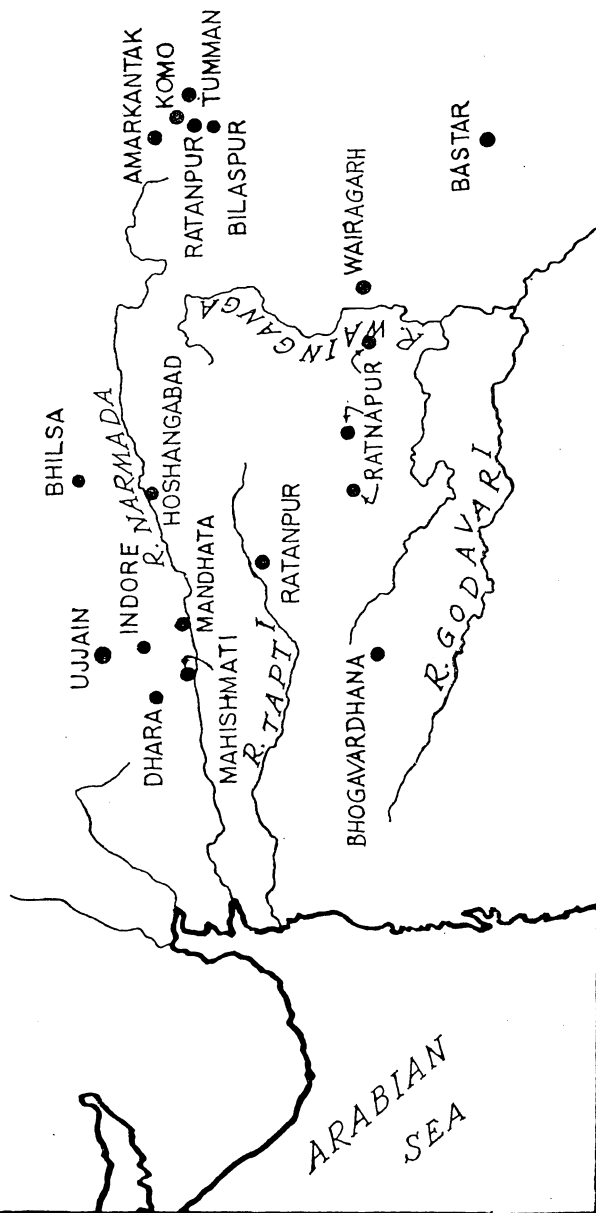 AMARKANTAK
KOMO
TUMMAN
RATANPUR
BILASPUR
BHILSA
UJJAIN
INDORE
R. NARMADA
HOSHANGABAD
DHARA
MANDHATA
MAHISHMATI
R. TAPTI
RATANPUR
R. WAINGANGA
WAIRAGARH
BASTAR
?
RATNAPUR
BHOGAVARDHANA
R. GODAVARI
ARABIAN
SEA